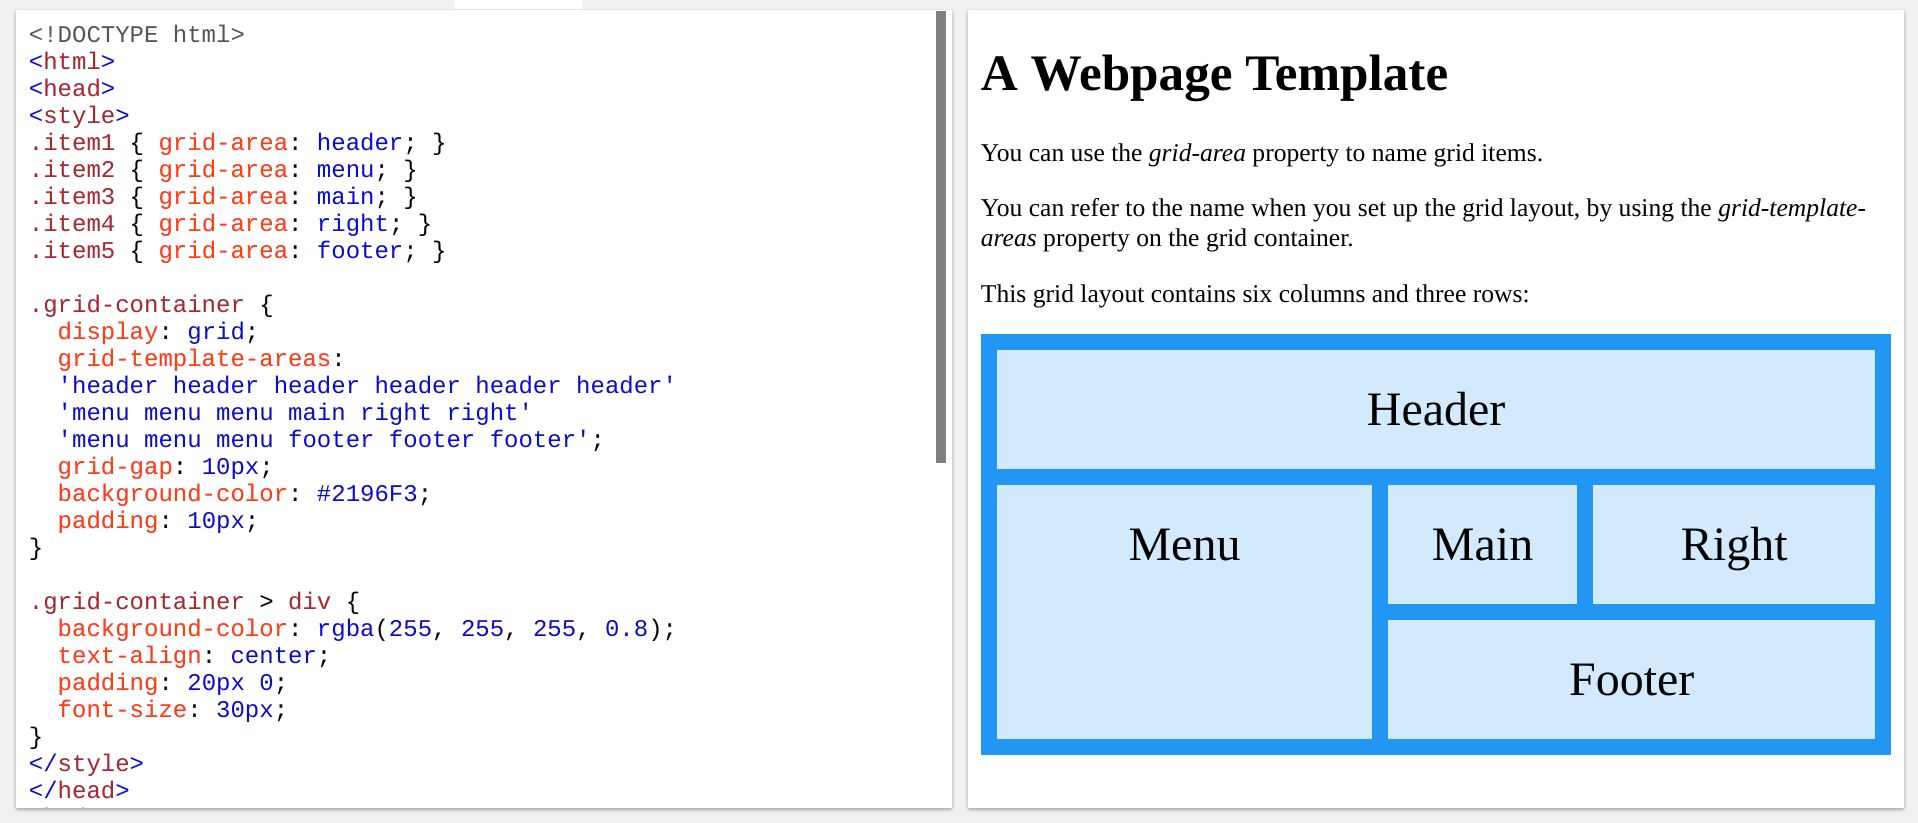 <!DOCTYPE html>
<html>
<head>
<style>
.item1 { grid-area: header; }
.item2 { grid-area: menu; }
.item3 { grid-area: main; }
.item4 { grid-area: right; }
.item5 { grid-area: footer; }

.grid-container {
  display: grid;
  grid-template-areas:
  'header header header header header header'
  'menu menu menu main right right'
  'menu menu menu footer footer footer';
  grid-gap: 10px;
  background-color: #2196F3;
  padding: 10px;
}

.grid-container > div {
  background-color: rgba(255, 255, 255, 0.8);
  text-align: center;
  padding: 20px 0;
  font-size: 30px;
}
</style>
</head>
A Webpage Template
You can use the grid-area property to name grid items.
You can refer to the name when you set up the grid layout, by using the grid-template-
areas property on the grid container.
This grid layout contains six columns and three rows:
Header
Menu
Main
Right
Footer